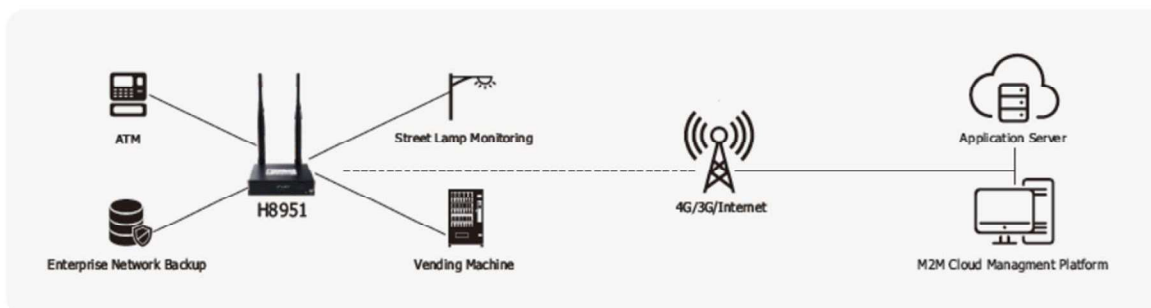 ATM
Street Lamp Monitoring
Application Server
H8951
4G/3G/Internet
Enterprise Network Backup
Vending Machine
M2M Cloud Managment Platform